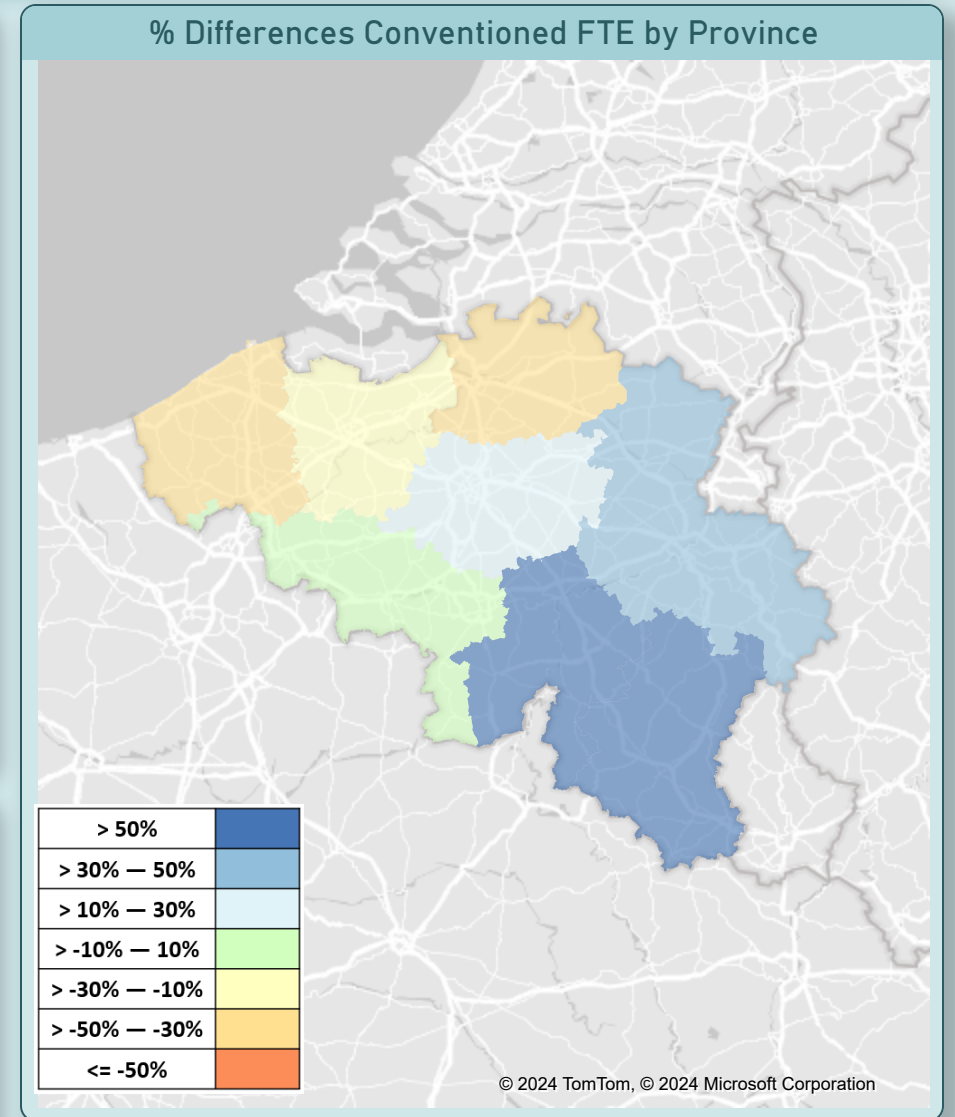 % Differences Conventioned FTE by Province
> 50%
> 30% — 50%
> 10% — 30%
> -10% — 10%
> -30% — -10%
> -50% — -30%
<= -50%
© 2024 TomTom, © 2024 Microsoft Corporation